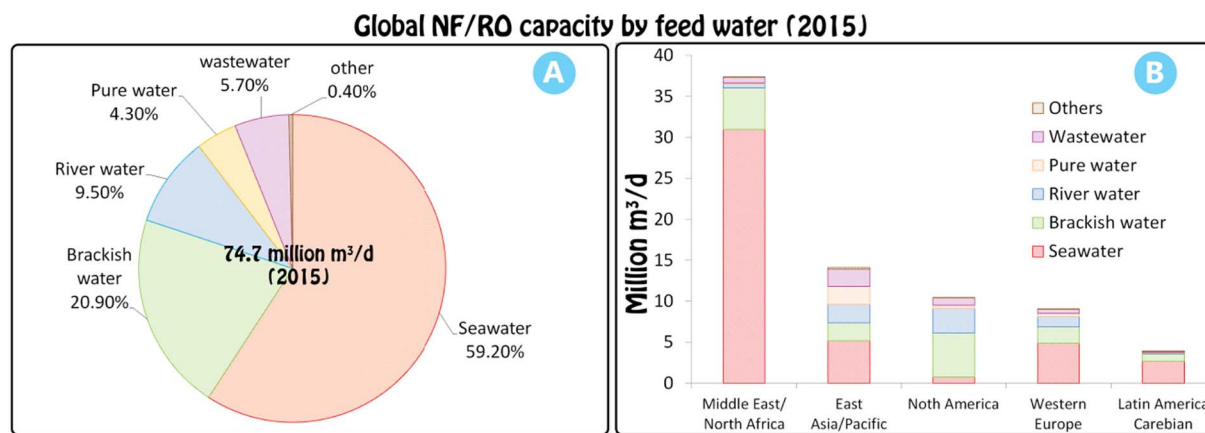 Global NF/RO capacity by feed water (2015)
A
wastewater
5.70%
other
0.40%
Pure water
4.30%
River water
9.50%
Brackish
water
20.90%
74.7 million m³/d
(2015)
Seawater
59.20%
B
Million m³/d
40
35
30
25
20
15
10
5
0
Others
Wastewater
Pure water
River water
Brackish water
Seawater
Middle East/
North Africa
East
Asia/Pacific
Noth America
Western
Europe
Latin America/
Carebian